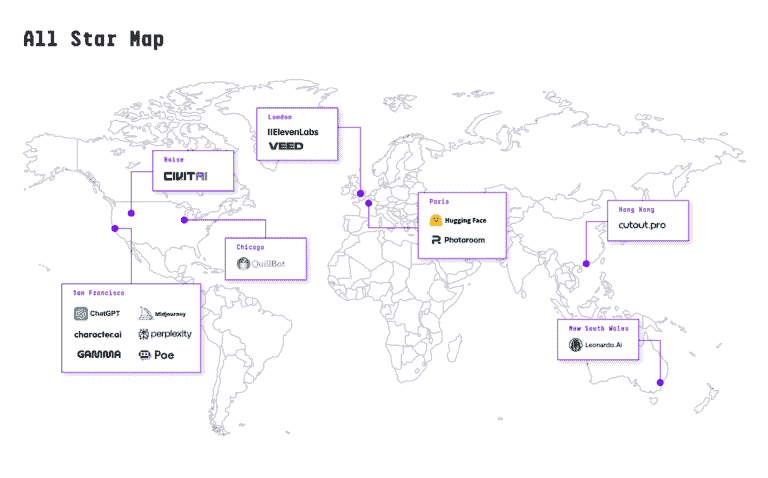 All Star Map
London
IIElevenLabs
VEED
Boise
CIVITAI
Paris
Hugging Face
Photoroom
Hong Kong
cutout.pro
Chicago
QuillBot
San Francisco
ChatGPT
Midjourney
character.ai
perplexity
GAMMA
Poe
New South Wales
Leonardo.Ai